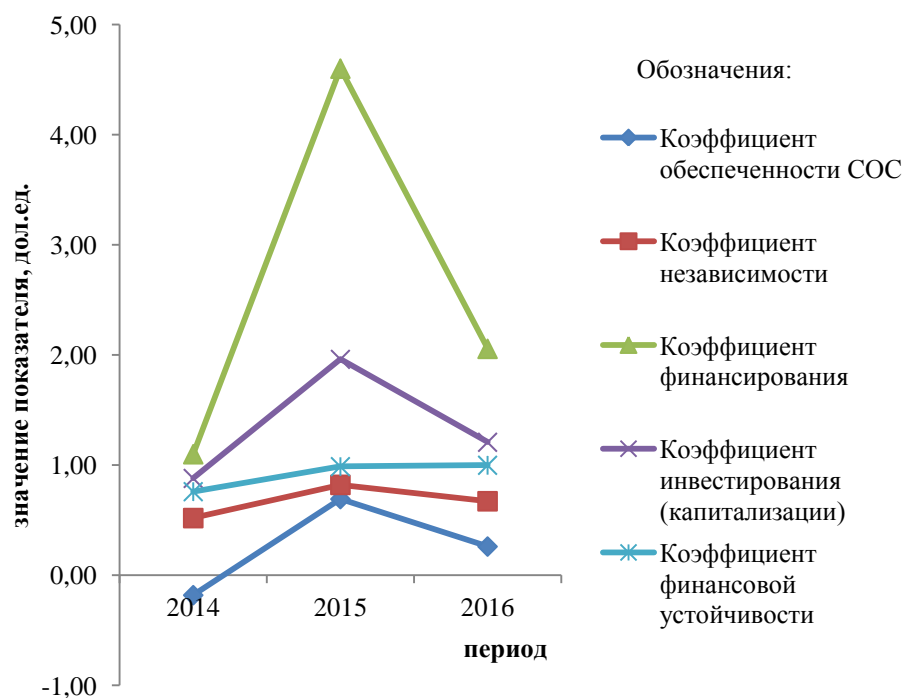 значение показателя, дол.ед.
5,00
4,00
3,00
2,00
1,00
0,00
-1,00
2014
2015
2016
период
Обозначения:
Коэффициент
обеспеченности СОС
Коэффициент
независимости
Коэффициент
финансирования
Коэффициент
инвестирования
(капитализации)
Коэффициент
финансовой
устойчивости